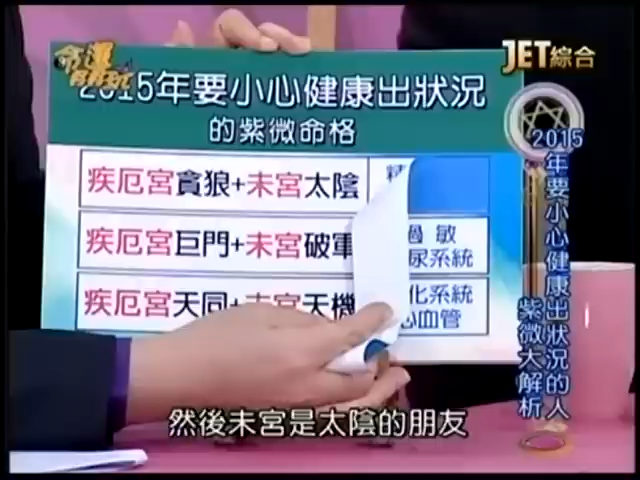 命運好好玩
JET綜合
2015年要小心健康出狀況
的紫微命格
疾厄宮貪狼+未宮太陰
疾厄宮巨門+未宮破軍
過敏
尿系統
疾厄宮天同+未宮天機
化系統
心血管
2015年要小心健康出狀況的人
紫微大解析
然後未宮是太陰的朋友